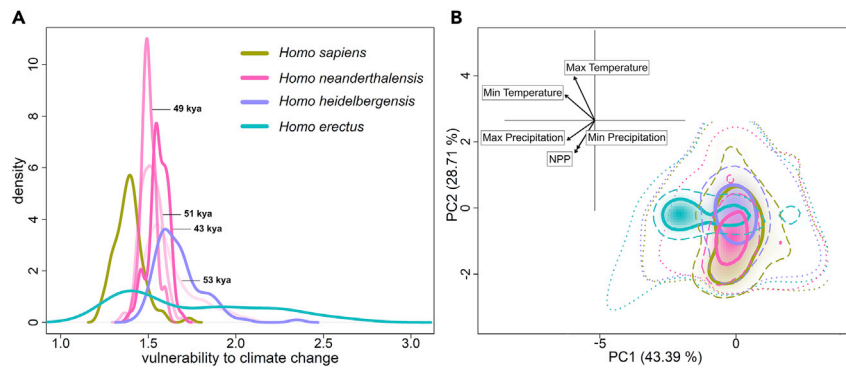 A
density
10
8
6
4
2
0
1.0
1.5
2.0
2.5
3.0
vulnerability to climate change
Homo sapiens
Homo neanderthalensis
Homo heidelbergensis
Homo erectus
49 kya
51 kya
43 kya
53 kya
B
PC2 (28.71 %)
4
2
0
-2
-5
0
PC1 (43.39 %)
Max Temperature
Min Temperature
Max Precipitation
Min Precipitation
NPP